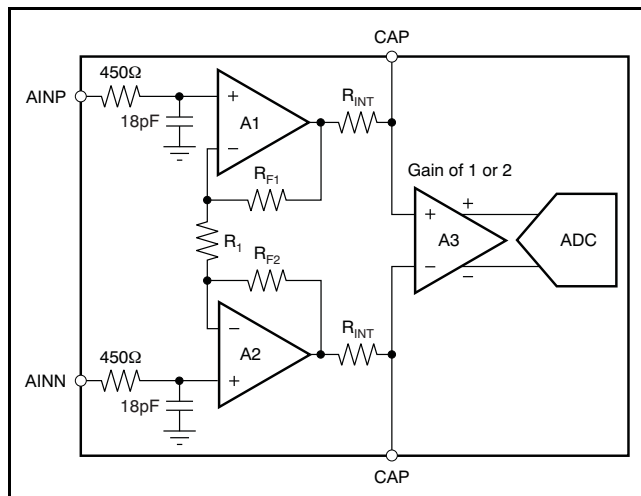 CAP
450Ω
AINP
18pF
+
A1
−
R_INT
R_F1
Gain of 1 or 2
R_1
R_F2
+
A3
−
+
−
ADC
−
A2
+
R_INT
450Ω
AINN
18pF
CAP